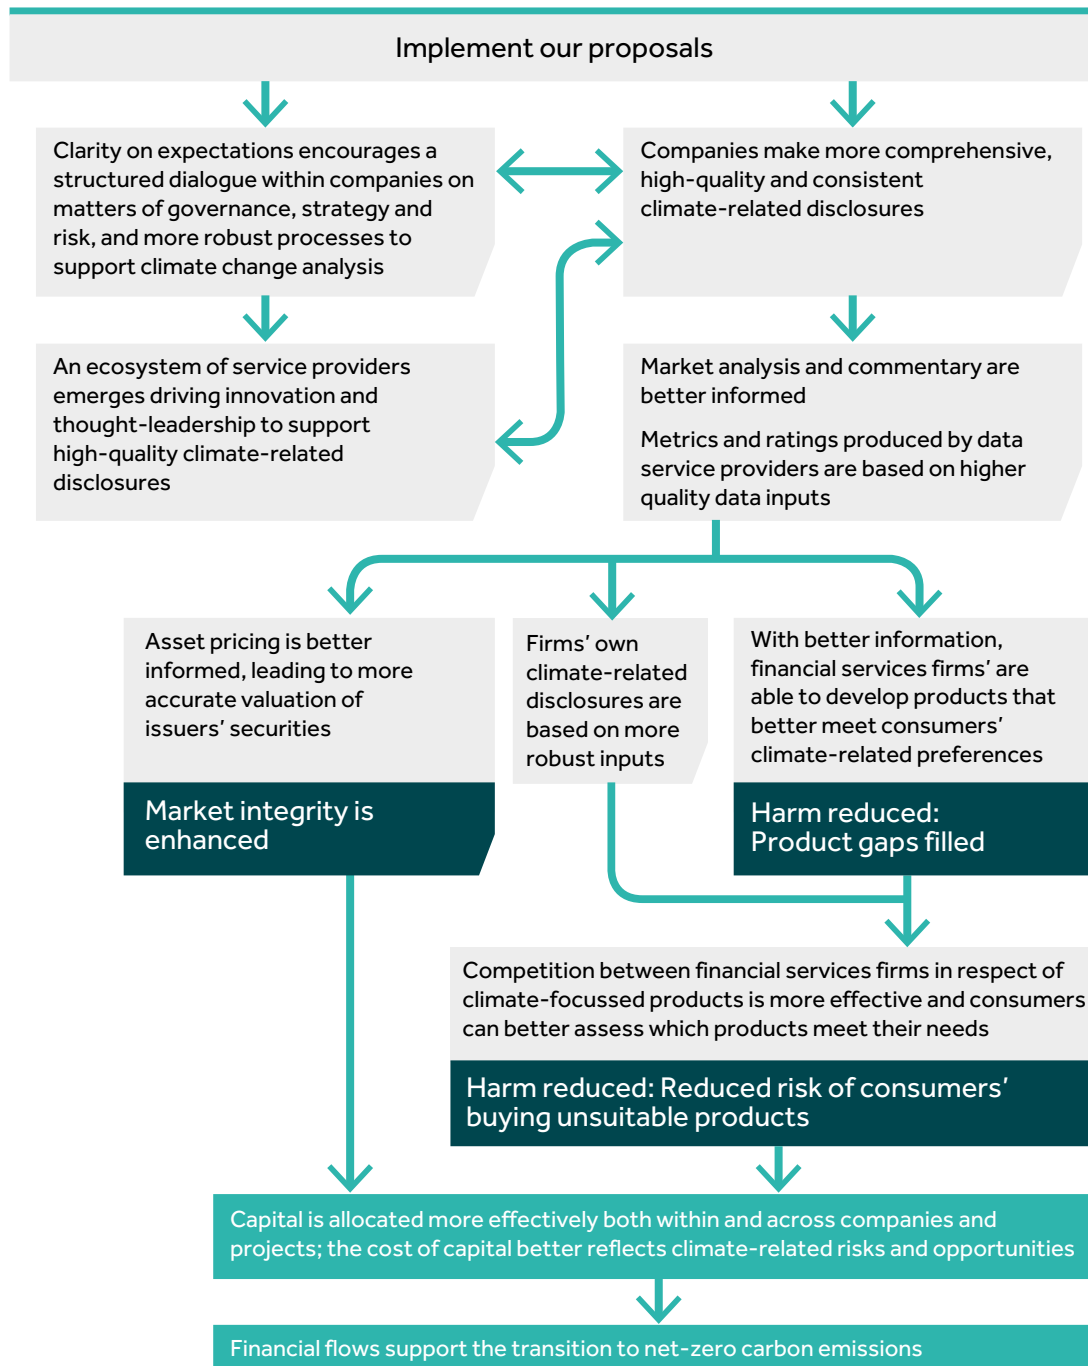 Implement our proposals
Clarity on expectations encourages a
structured dialogue within companies on
matters of governance, strategy and
risk, and more robust processes to
support climate change analysis
Companies make more comprehensive,
high-quality and consistent
climate-related disclosures
An ecosystem of service providers
emerges driving innovation and
thought-leadership to support
high-quality climate-related
disclosures
Market analysis and commentary are
better informed
Metrics and ratings produced by data
service providers are based on higher
quality data inputs
Asset pricing is better
informed, leading to more
accurate valuation of
issuers’ securities
Market integrity is
enhanced
Firms’ own
climate-related
disclosures are
based on more
robust inputs
With better information,
financial services firms’ are
able to develop products that
better meet consumers’
climate-related preferences
Harm reduced:
Product gaps filled
Competition between financial services firms in respect of
climate-focussed products is more effective and consumers
can better assess which products meet their needs
Harm reduced: Reduced risk of consumers’
buying unsuitable products
Capital is allocated more effectively both within and across companies and
projects; the cost of capital better reflects climate-related risks and opportunities
Financial flows support the transition to net-zero carbon emissions